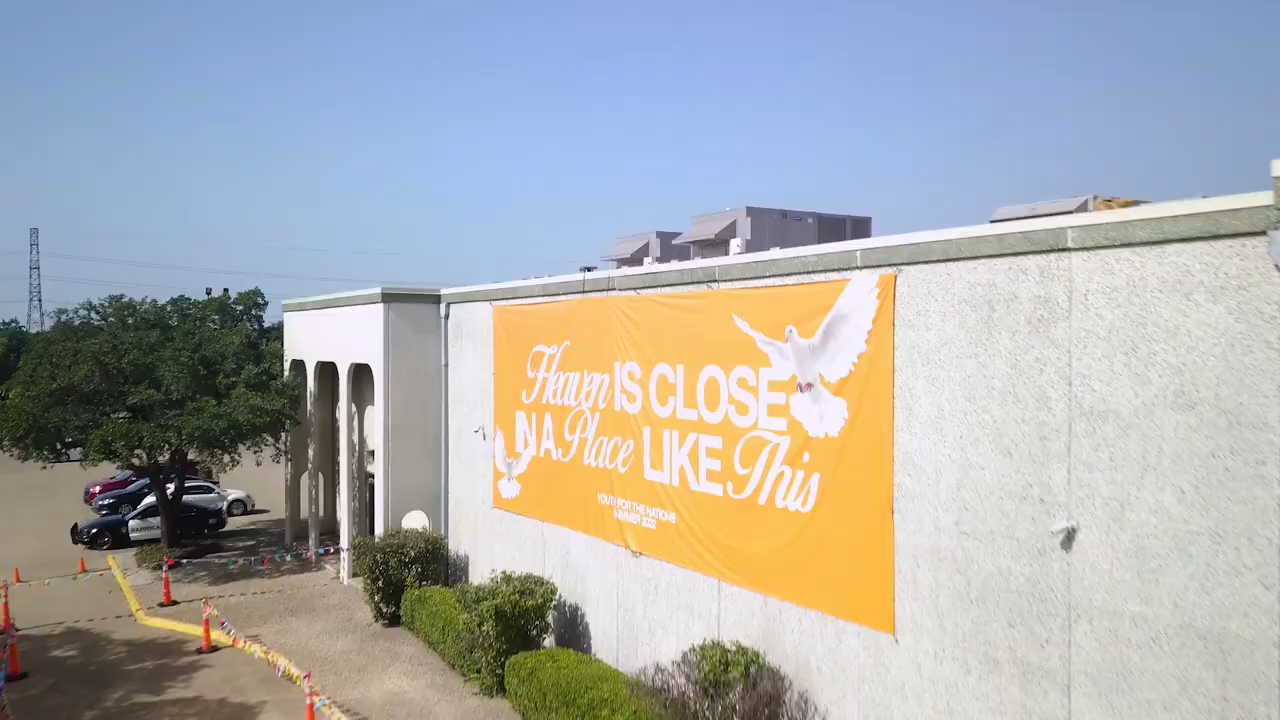 Heaven IS CLOSE
IN A Place LIKE This
YOUTH FOR THE NATIONS
SUMMER 2022